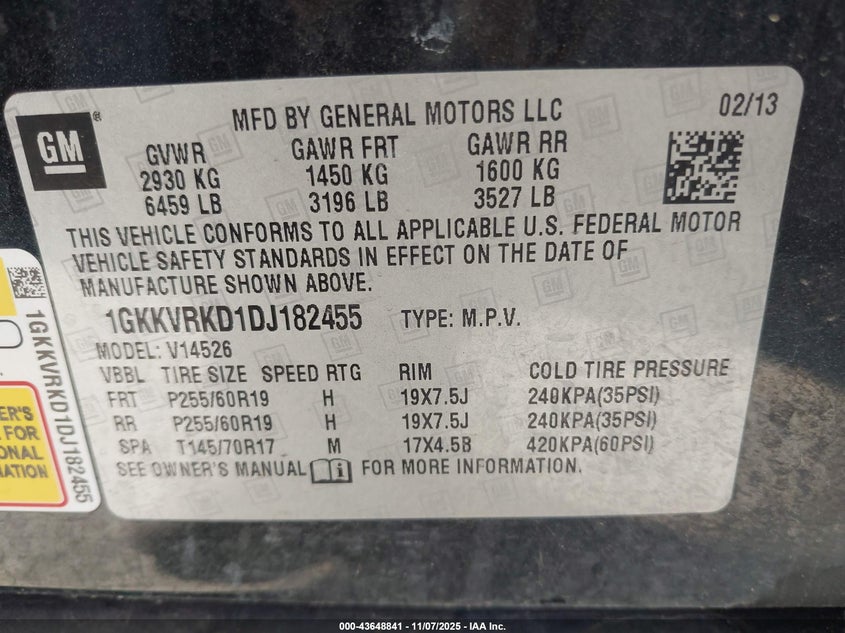 MFD BY GENERAL MOTORS LLC 02/13
GM
GVWR GAWR FRT GAWR RR
2930 KG 1450 KG 1600 KG
6459 LB 3196 LB 3527 LB
THIS VEHICLE CONFORMS TO ALL APPLICABLE U.S. FEDERAL MOTOR
VEHICLE SAFETY STANDARDS IN EFFECT ON THE DATE OF
MANUFACTURE SHOWN ABOVE.
1GKKVRKD1DJ182455 TYPE: M.P.V.
MODEL: V14526
VBBL TIRE SIZE SPEED RTG RIM COLD TIRE PRESSURE
FRT P255/60R19 H 19X7.5J 240KPA(35PSI)
RR P255/60R19 H 19X7.5J 240KPA(35PSI)
SPA T145/70R17 M 17X4.5B 420KPA(60PSI)
SEE OWNER'S MANUAL FOR MORE INFORMATION.
1GKKVRKD1DJ182455
ER'S
FOR
ONAL
MATION
000-43648841 - 11/07/2025 - IAA Inc.